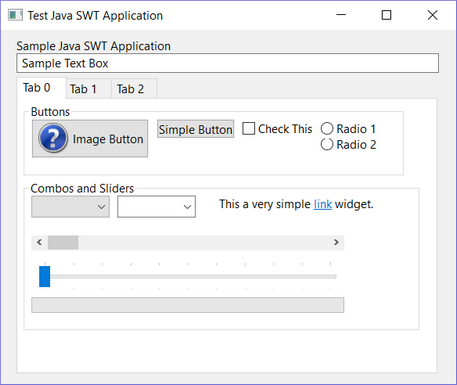 Test Java SWT Application
Sample Java SWT Application
Sample Text Box
Tab 0 Tab 1 Tab 2
Buttons
Image Button Simple Button Check This Radio 1
Radio 2
Combos and Sliders
This a very simple link widget.